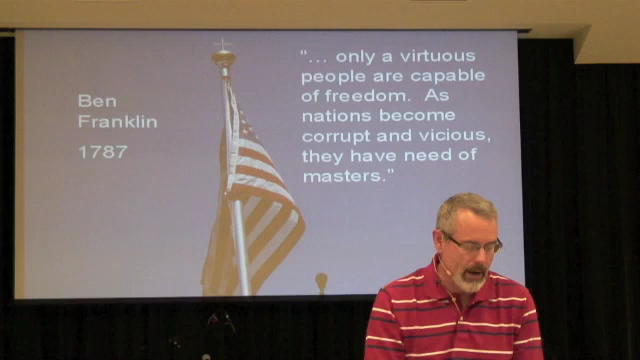 Ben
Franklin
1787
"... only a virtuous
people are capable
of freedom. As
nations become
corrupt and vicious,
they have need of
masters."